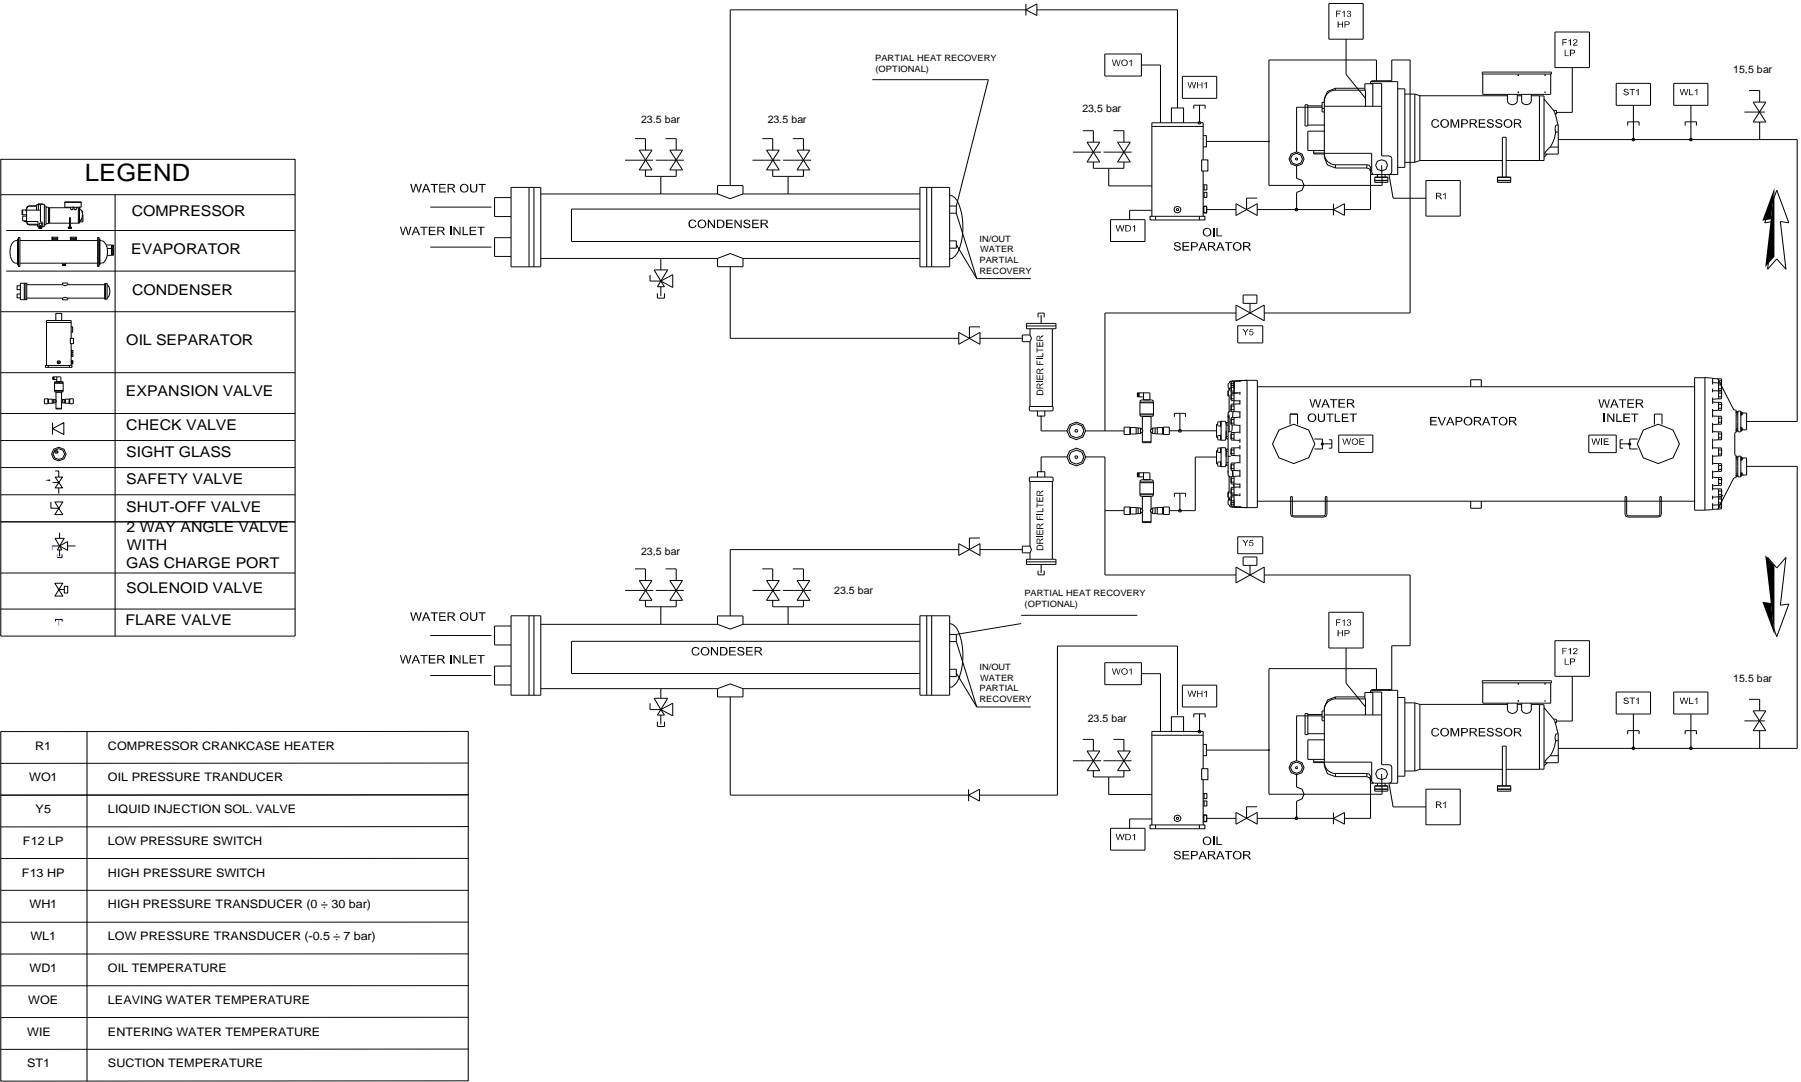 LEGEND
COMPRESSOR
EVAPORATOR
CONDENSER
OIL SEPARATOR
EXPANSION VALVE
CHECK VALVE
SIGHT GLASS
SAFETY VALVE
SHUT-OFF VALVE
2 WAY ANGLE VALVE
WITH
GAS CHARGE PORT
SOLENOID VALVE
FLARE VALVE
R1 COMPRESSOR CRANKCASE HEATER
WO1 OIL PRESSURE TRANDUCER
Y5 LIQUID INJECTION SOL. VALVE
F12 LP LOW PRESSURE SWITCH
F13 HP HIGH PRESSURE SWITCH
WH1 HIGH PRESSURE TRANSDUCER (0 ÷ 30 bar)
WL1 LOW PRESSURE TRANSDUCER (-0.5 ÷ 7 bar)
WD1 OIL TEMPERATURE
WOE LEAVING WATER TEMPERATURE
WIE ENTERING WATER TEMPERATURE
ST1 SUCTION TEMPERATURE
PARTIAL HEAT RECOVERY
(OPTIONAL)
23.5 bar
23.5 bar
WATER OUT
WATER INLET
CONDENSER
IN/OUT
WATER
PARTIAL
RECOVERY
WO1
WH1
23,5 bar
WD1
OIL
SEPARATOR
F13
HP
F12
LP
COMPRESSOR
R1
ST1
WL1
15,5 bar
Y5
DRIER FILTER
WATER
OUTLET
WOE
EVAPORATOR
WATER
INLET
WIE
DRIER FILTER
Y5
23,5 bar
23.5 bar
WATER OUT
WATER INLET
CONDESER
PARTIAL HEAT RECOVERY
(OPTIONAL)
IN/OUT
WATER
PARTIAL
RECOVERY
WO1
WH1
23.5 bar
WD1
OIL
SEPARATOR
F13
HP
F12
LP
COMPRESSOR
R1
ST1
WL1
15.5 bar